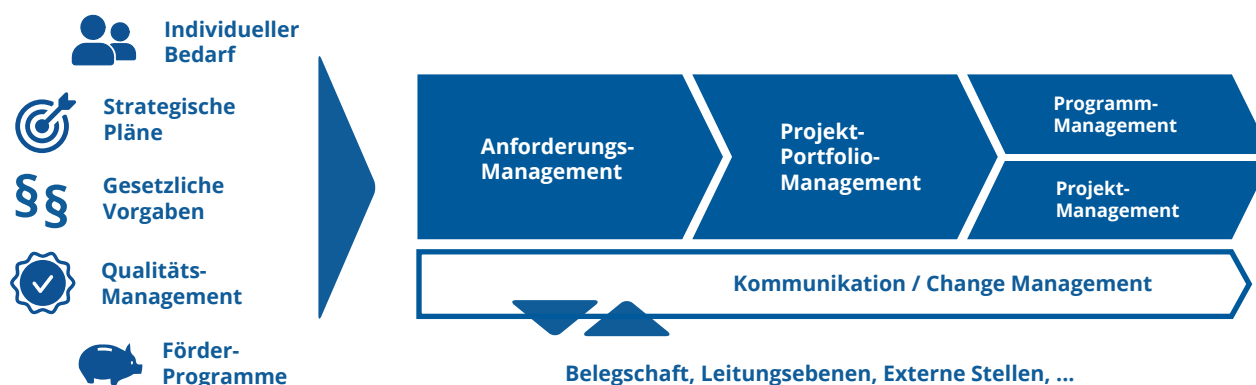 Individueller
Bedarf
Strategische
Pläne
§§
Gesetzliche
Vorgaben
Qualitäts-
Management
Förder-
Programme
Anforderungs-
Management
Projekt-
Portfolio-
Management
Programm-
Management
Projekt-
Management
Kommunikation / Change Management
Belegschaft, Leitungsebenen, Externe Stellen, ...